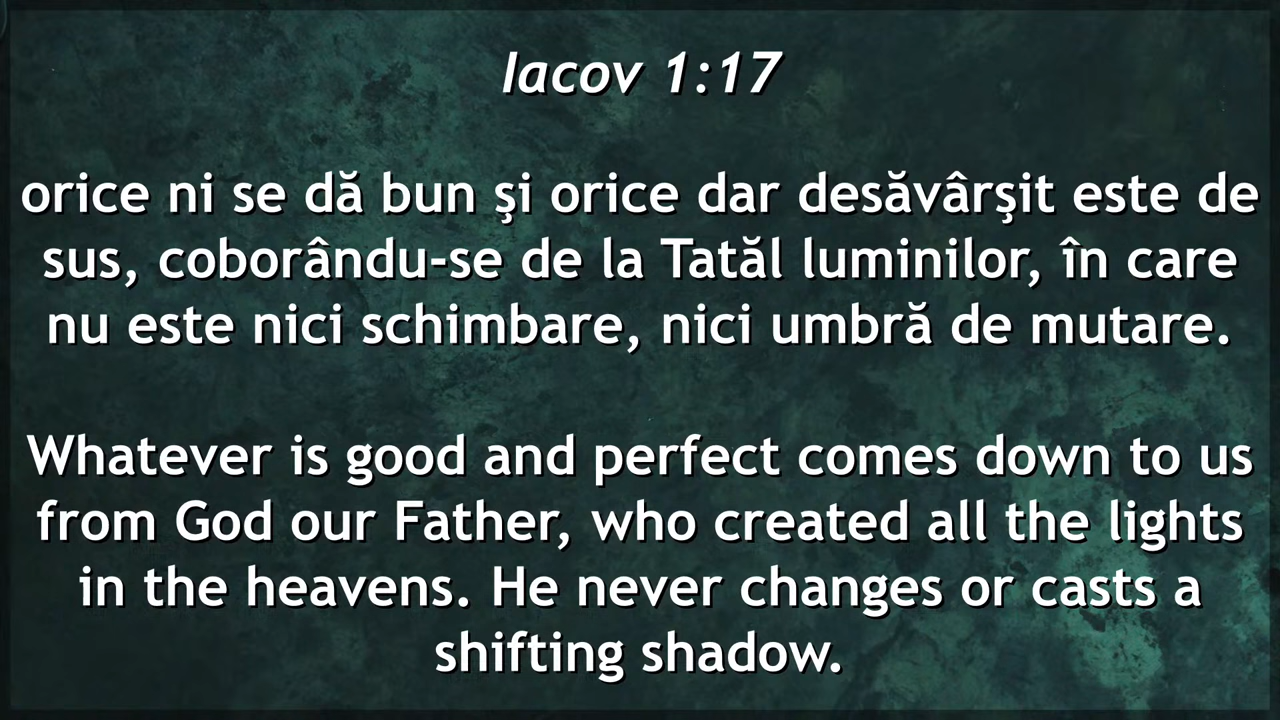 Iacov 1:17
orice ni se dă bun şi orice dar desăvârşit este de
sus, coborându-se de la Tatăl luminilor, în care
nu este nici schimbare, nici umbră de mutare.
Whatever is good and perfect comes down to us
from God our Father, who created all the lights
in the heavens. He never changes or casts a
shifting shadow.